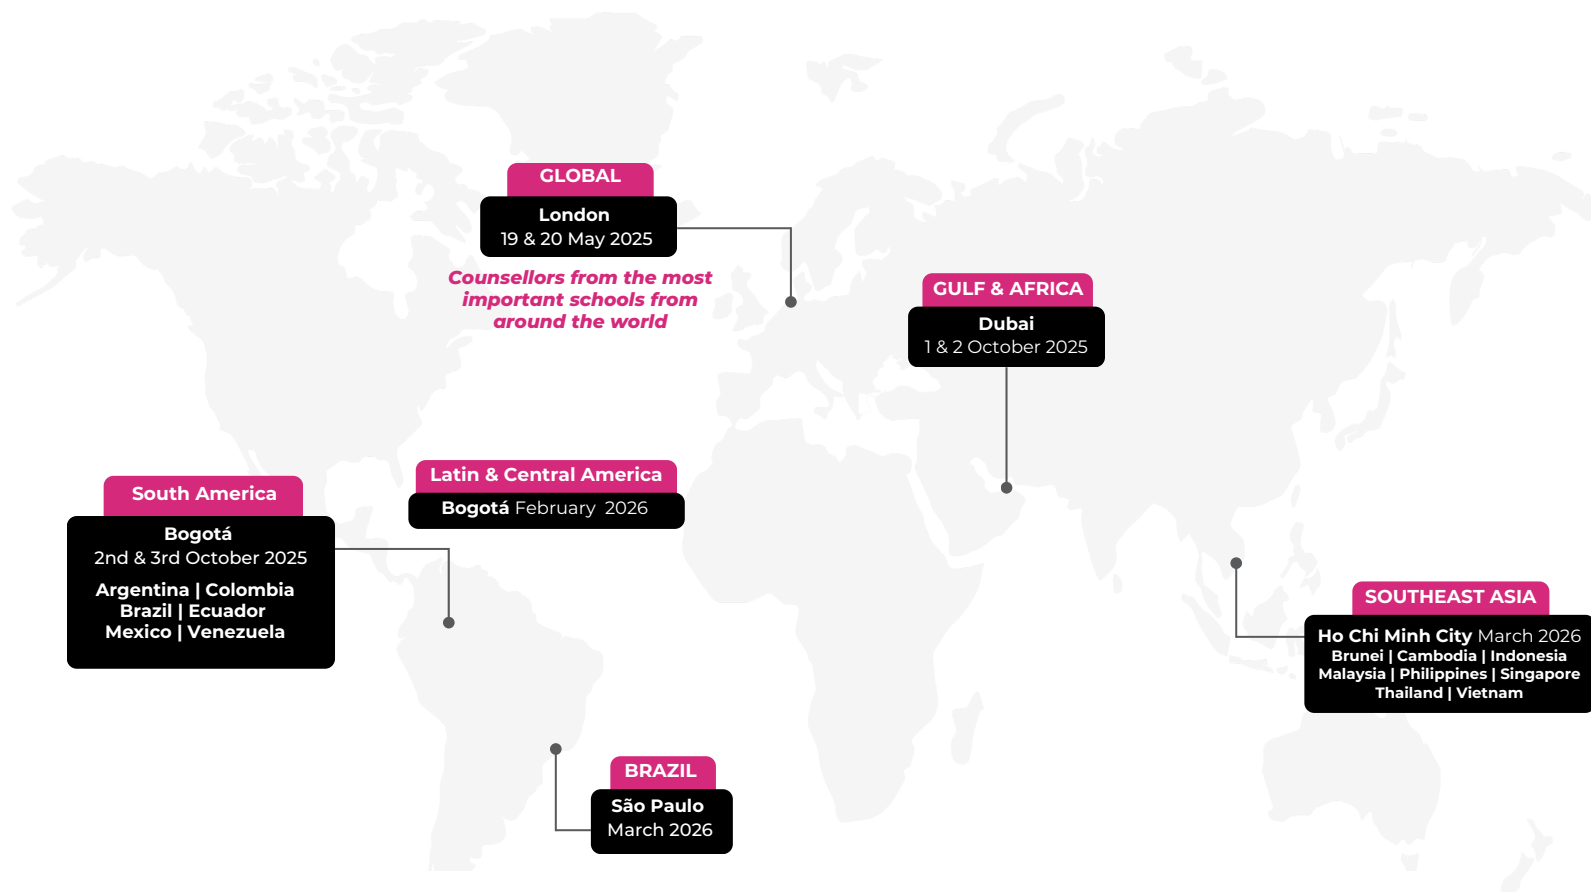 GLOBAL
London
19 & 20 May 2025
Counsellors from the most
important schools from
around the world
GULF & AFRICA
Dubai
1 & 2 October 2025
Latin & Central America
Bogotá February 2026
South America
Bogotá
2nd & 3rd October 2025
Argentina | Colombia
Brazil | Ecuador
Mexico | Venezuela
SOUTHEAST ASIA
Ho Chi Minh City March 2026
Brunei | Cambodia | Indonesia
Malaysia | Philippines | Singapore
Thailand | Vietnam
BRAZIL
São Paulo
March 2026